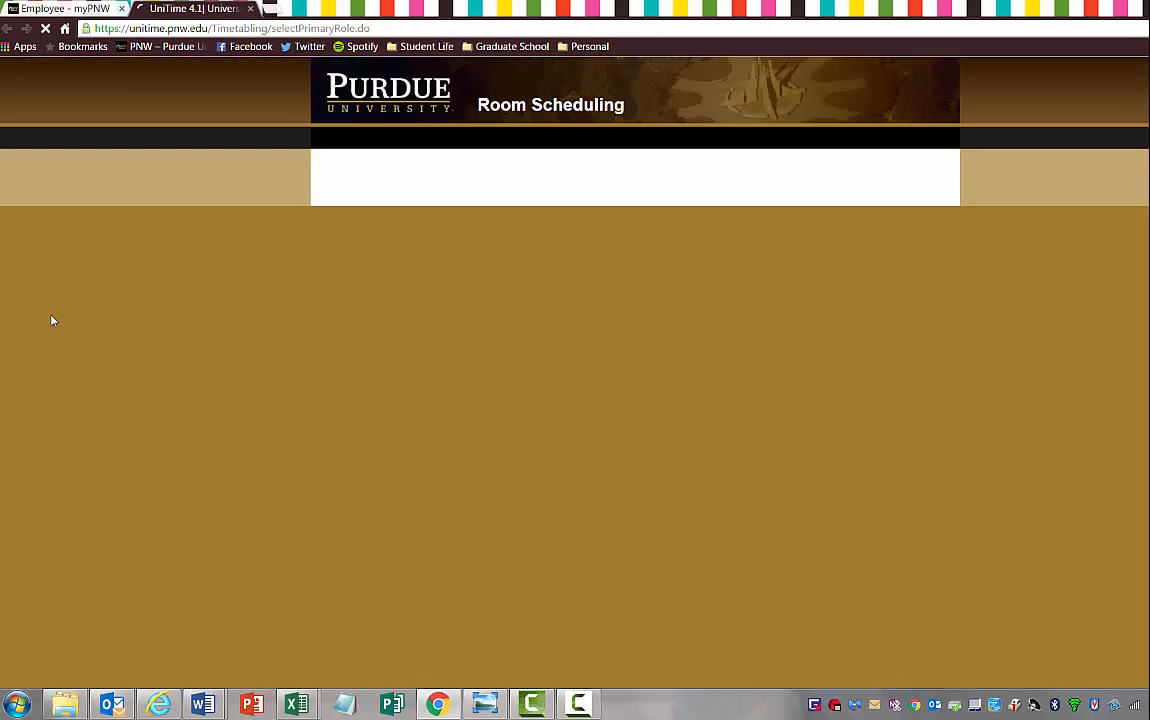 Employee - myPNW
UniTime 4.1| Univers
https://unitime.pnw.edu/Timetabling/selectPrimaryRole.do
Apps Bookmarks PNW – Purdue U Facebook Twitter Spotify Student Life Graduate School Personal
PURDUE
UNIVERSITY
Room Scheduling